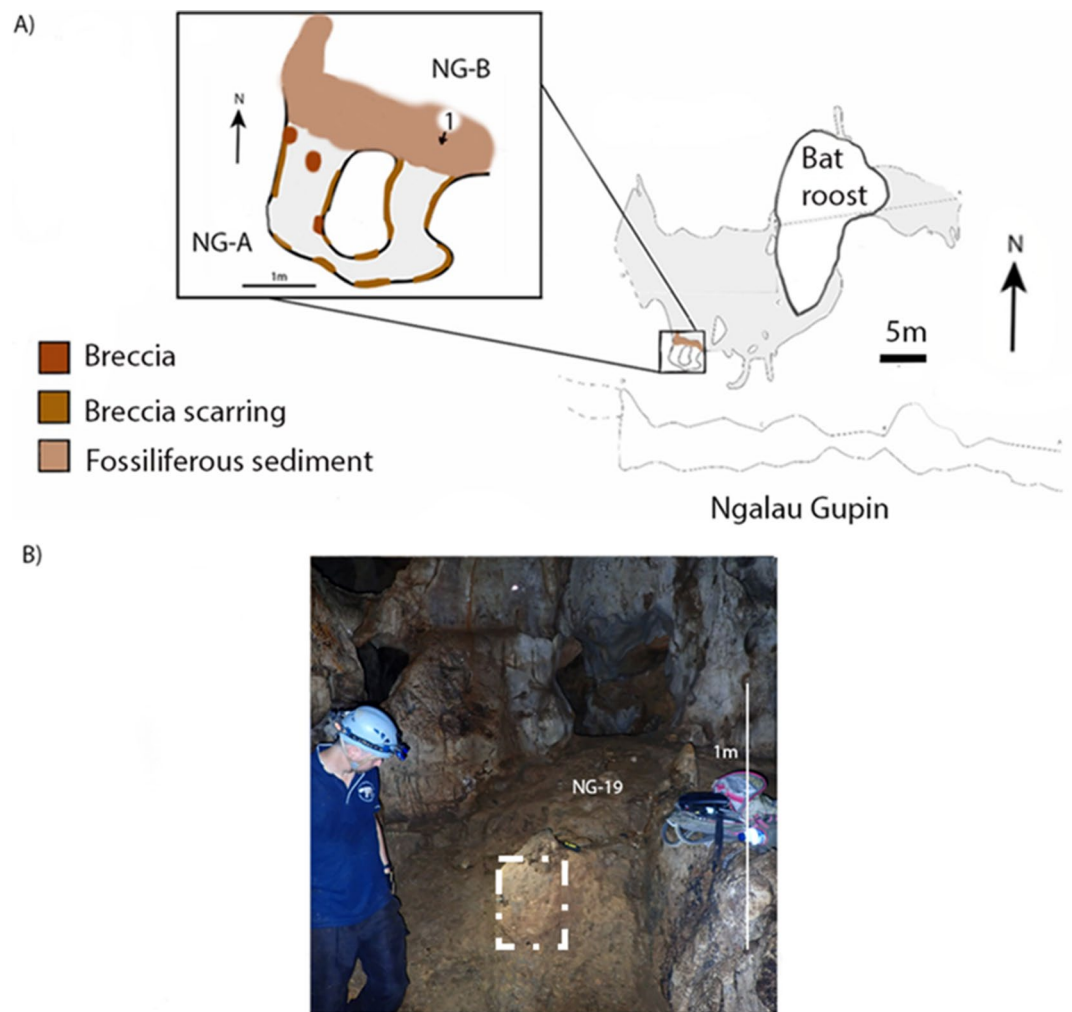 A)
NG-B
N
1
NG-A
1m
Bat
roost
N
5m
Breccia
Breccia scarring
Fossiliferous sediment
Ngalau Gupin
B)
1m
NG-19